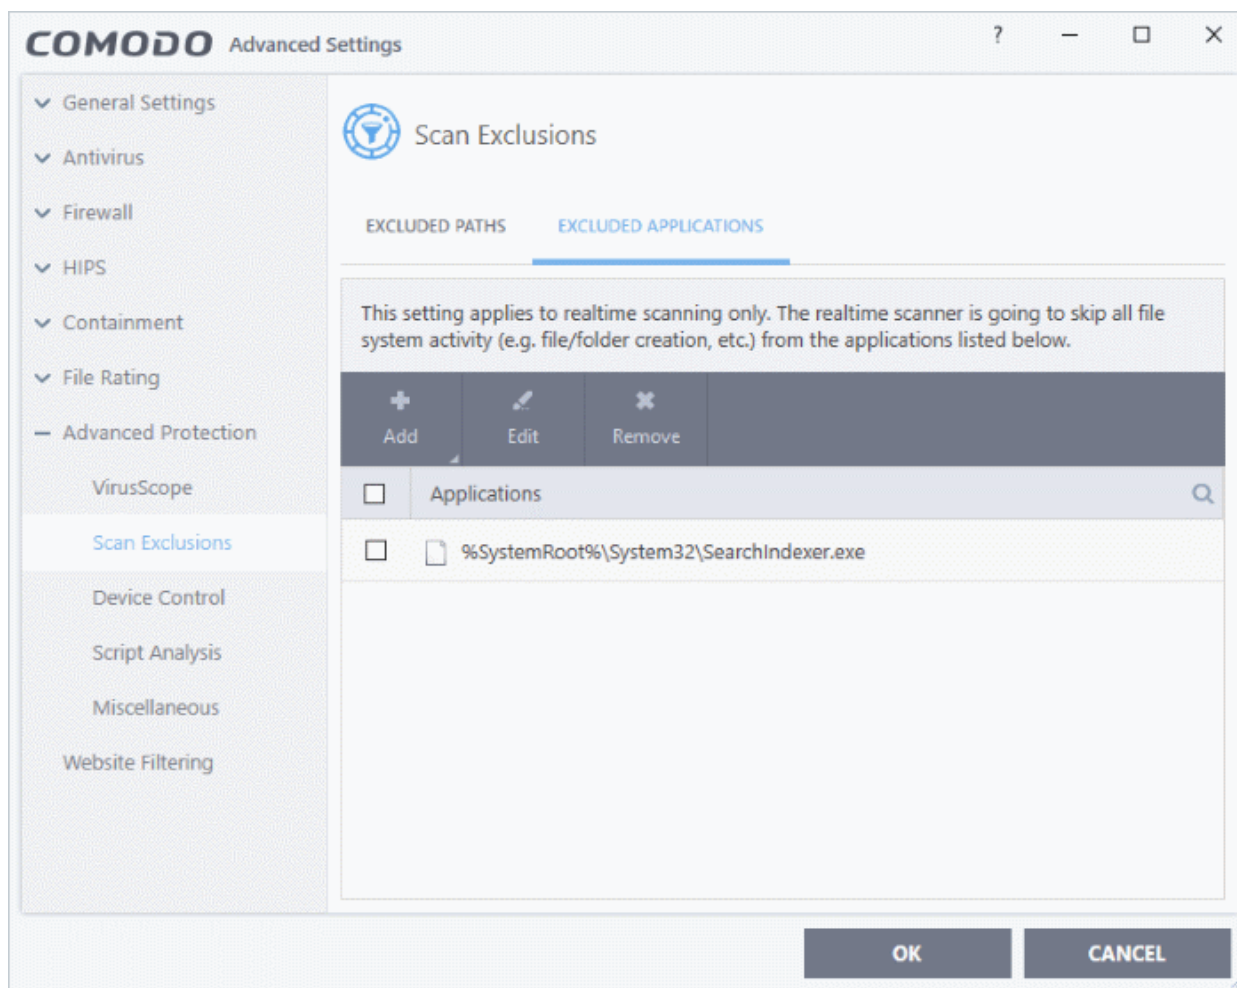 COMODO Advanced Settings ?
General Settings
Antivirus
Firewall
HIPS
Containment
File Rating
Advanced Protection
VirusScope
Scan Exclusions
Device Control
Script Analysis
Miscellaneous
Website Filtering
Scan Exclusions
EXCLUDED PATHS EXCLUDED APPLICATIONS
This setting applies to realtime scanning only. The realtime scanner is going to skip all file
system activity (e.g. file/folder creation, etc.) from the applications listed below.
Add Edit Remove
Applications
%SystemRoot%\System32\SearchIndexer.exe
OK CANCEL